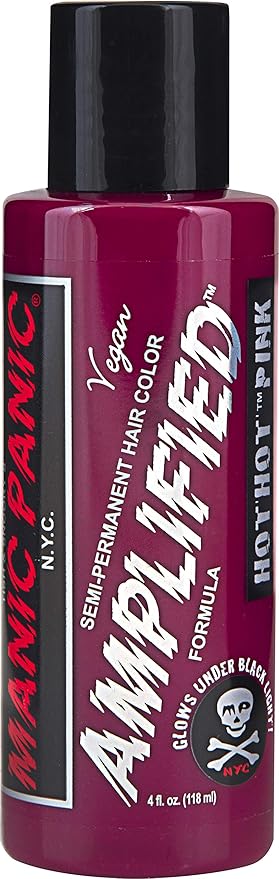 MANIC PANIC®
N.Y.C.
Vegan
SEMI-PERMANENT HAIR COLOR
AMPLIFIED™
FORMULA
4 fl. oz. (118 ml)
HOT HOT™ PINK
GLOWS UNDER BLACK LIGHT
MP
NYC